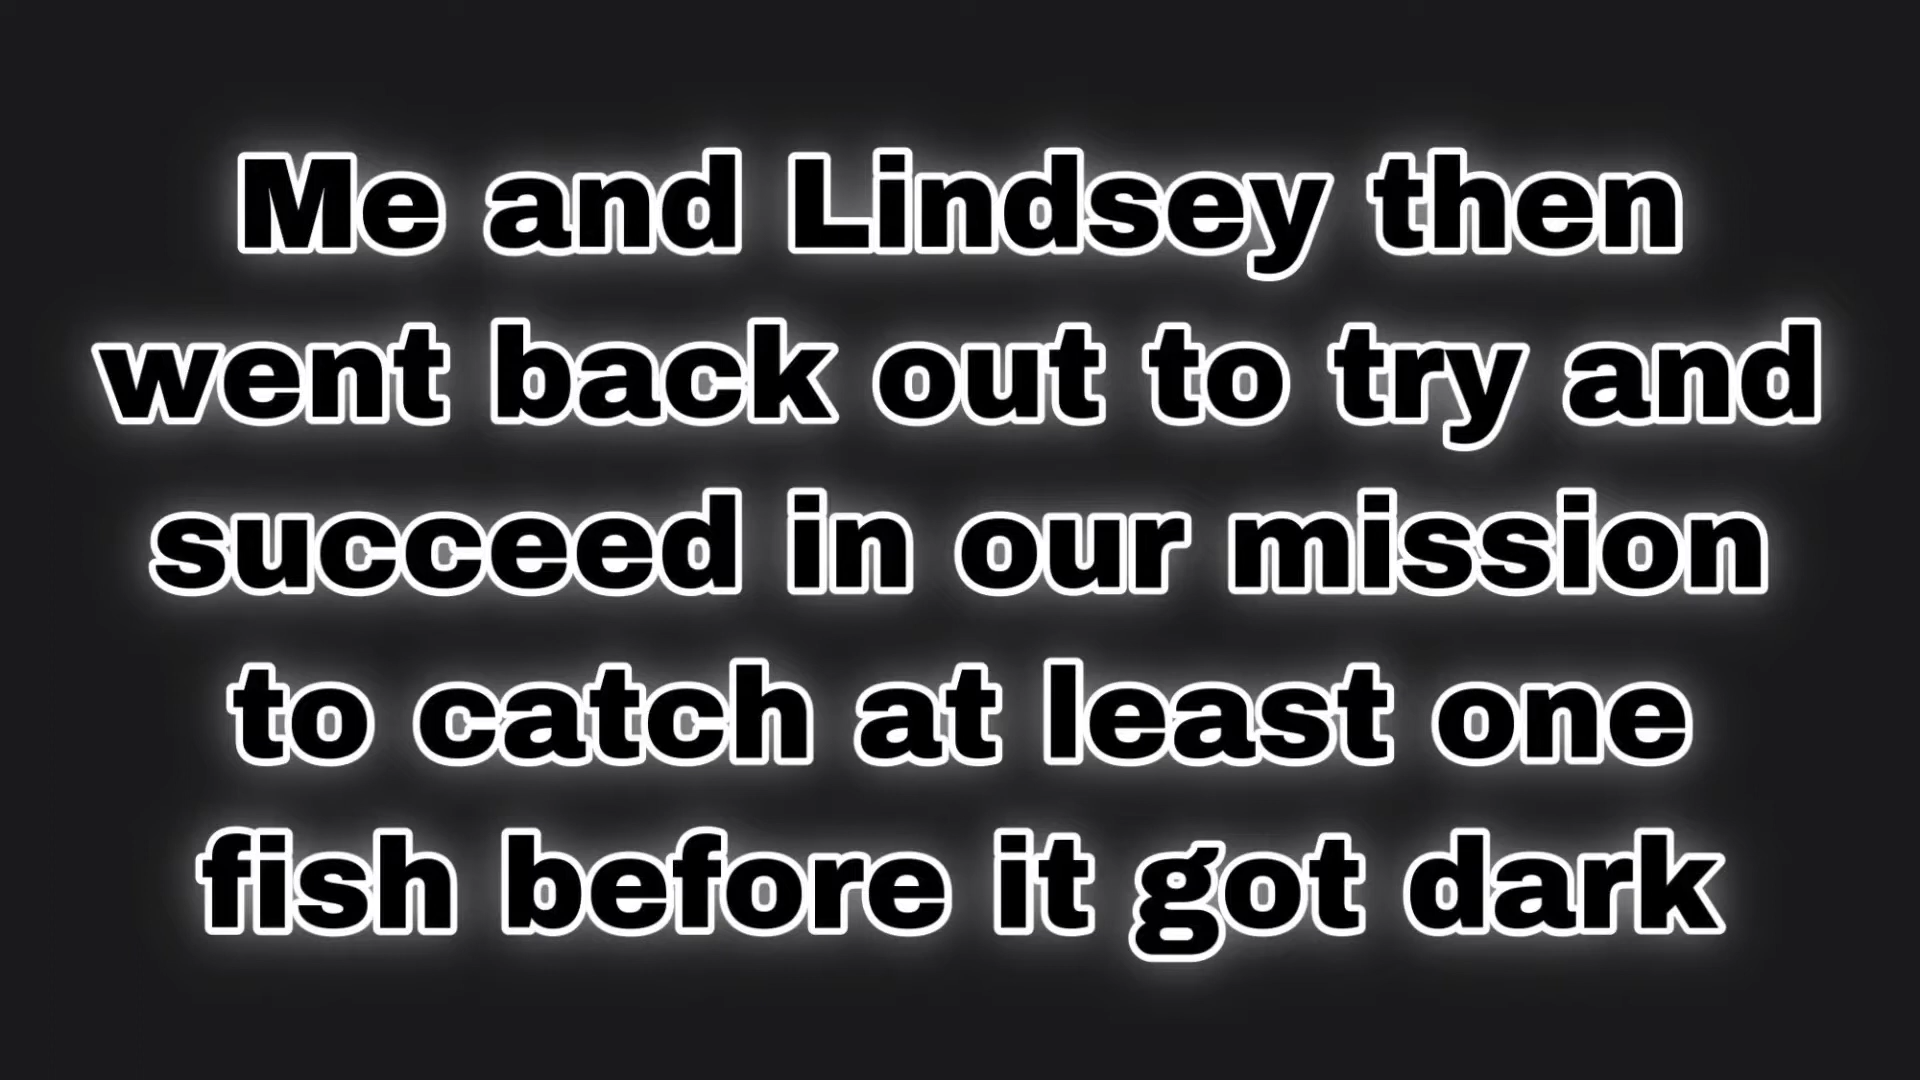 Me and Lindsey then
went back out to try and
succeed in our mission
to catch at least one
fish before it got dark